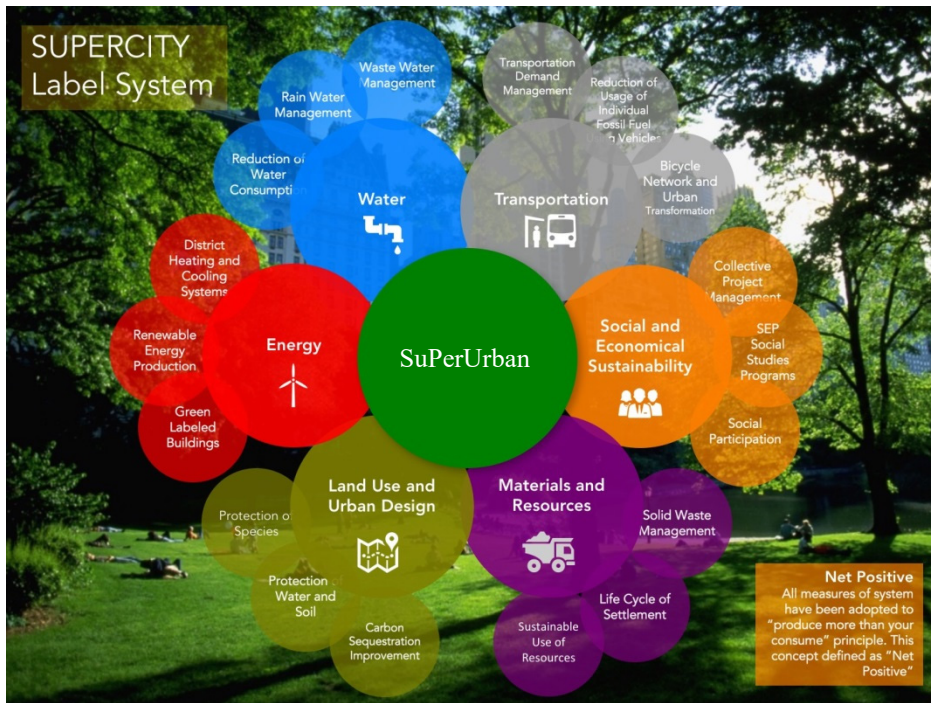 SUPERCITY
Label System
Waste Water
Management
Rain Water
Management
Reduction of
Water
Consumption
Water
Transportation
Demand
Management
Reduction of
Usage of
Individual
Fossil Fuel
Vehicles
Bicycle
Network and
Urban
Transformation
Transportation
District
Heating and
Cooling
Systems
Renewable
Energy
Production
Green
Labeled
Buildings
Energy
SuPerUrban
Social and
Economical
Sustainability
Collective
Project
Management
SEP
Social
Studies
Programs
Social
Participation
Land Use and
Urban Design
Protection of
Species
Protection of
Water and
Soil
Carbon
Sequestration
Improvement
Materials and
Resources
Solid Waste
Management
Life Cycle of
Settlement
Sustainable
Use of
Resources
Net Positive
All measures of system
have been adopted to
"produce more than your
consume" principle. This
concept defined as "Net
Positive"